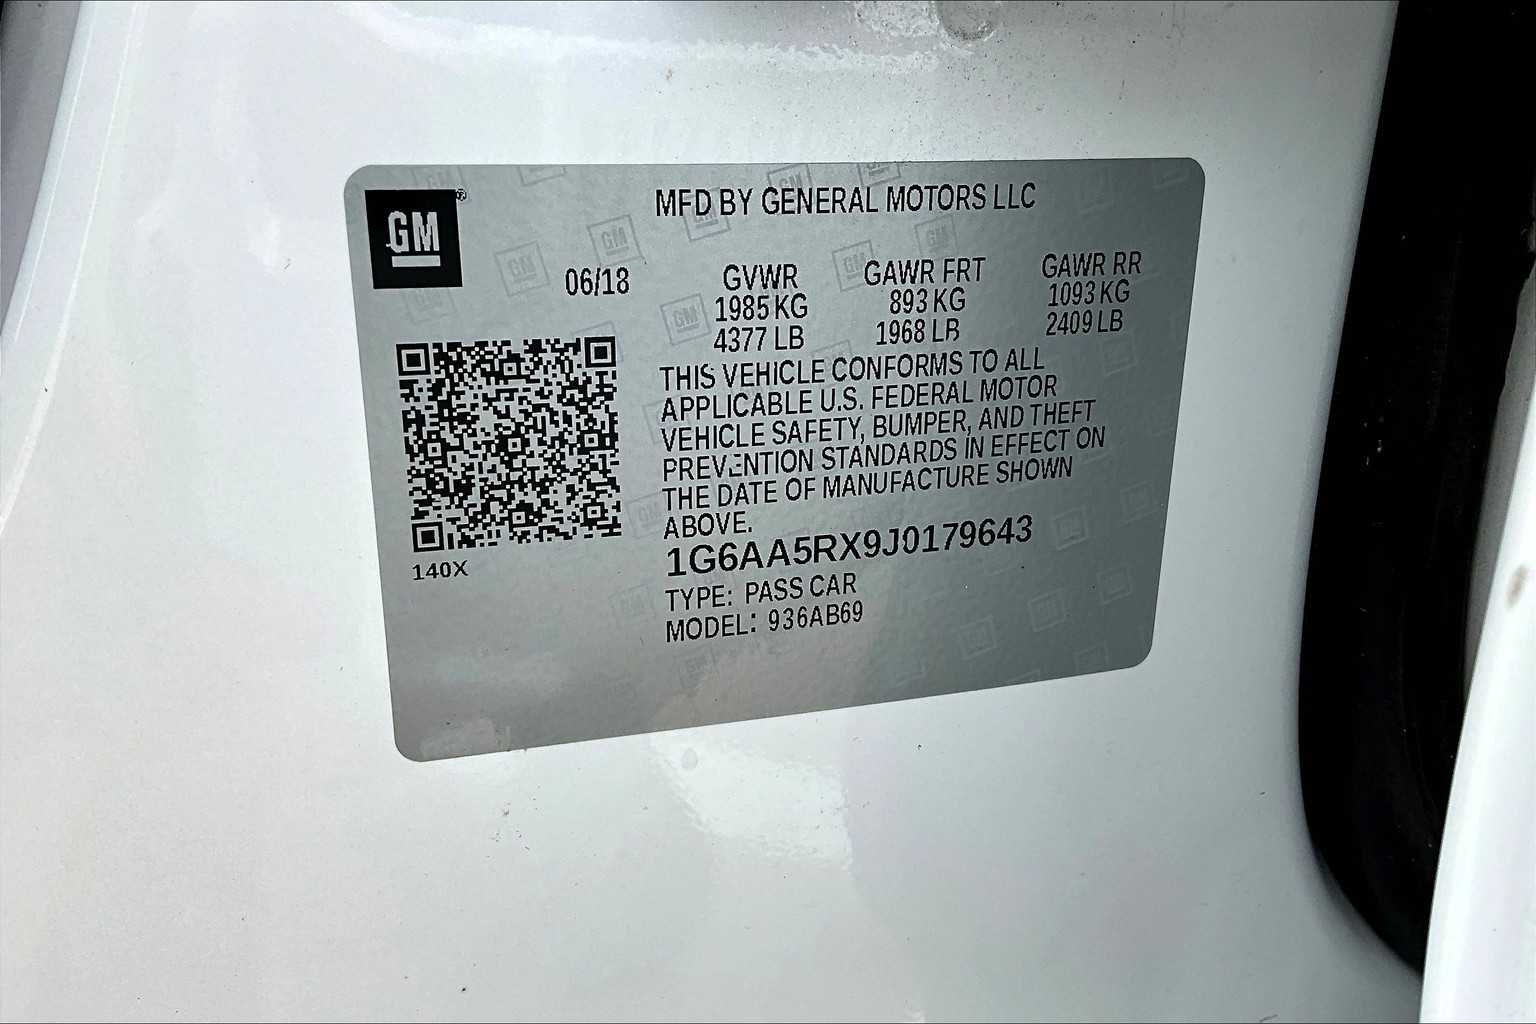 GM®
MFD BY GENERAL MOTORS LLC
06/18
GVWR
1985 KG
4377 LB
GAWR FRT
893 KG
1968 LB
GAWR RR
1093 KG
2409 LB
THIS VEHICLE CONFORMS TO ALL
APPLICABLE U.S. FEDERAL MOTOR
VEHICLE SAFETY, BUMPER, AND THEFT
PREVENTION STANDARDS IN EFFECT ON
THE DATE OF MANUFACTURE SHOWN
ABOVE.
1G6AA5RX9J0179643
TYPE: PASS CAR
MODEL: 936AB69
140X